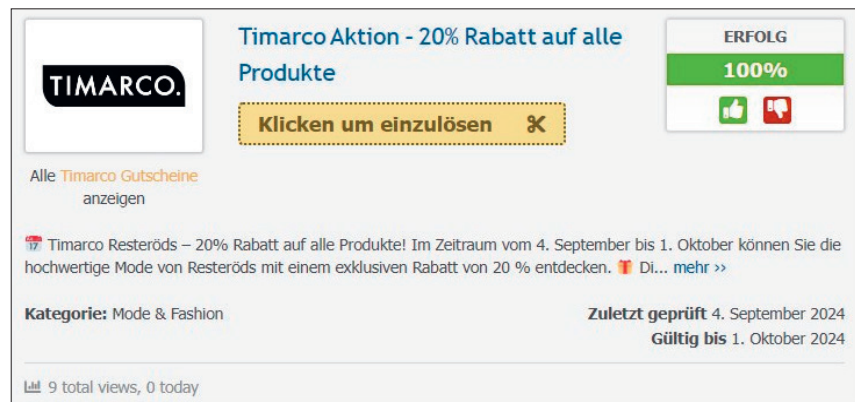 TIMARCO.
Alle Timarco Gutscheine
anzeigen
Timarco Aktion - 20% Rabatt auf alle
Produkte
Klicken um einzulösen
ERFOLG
100%
17 Timarco Resteröds – 20% Rabatt auf alle Produkte! Im Zeitraum vom 4. September bis 1. Oktober können Sie die
hochwertige Mode von Resteröds mit einem exklusiven Rabatt von 20 % entdecken. Di... mehr ››
Kategorie: Mode & Fashion
Zuletzt geprüft 4. September 2024
Gültig bis 1. Oktober 2024
9 total views, 0 today